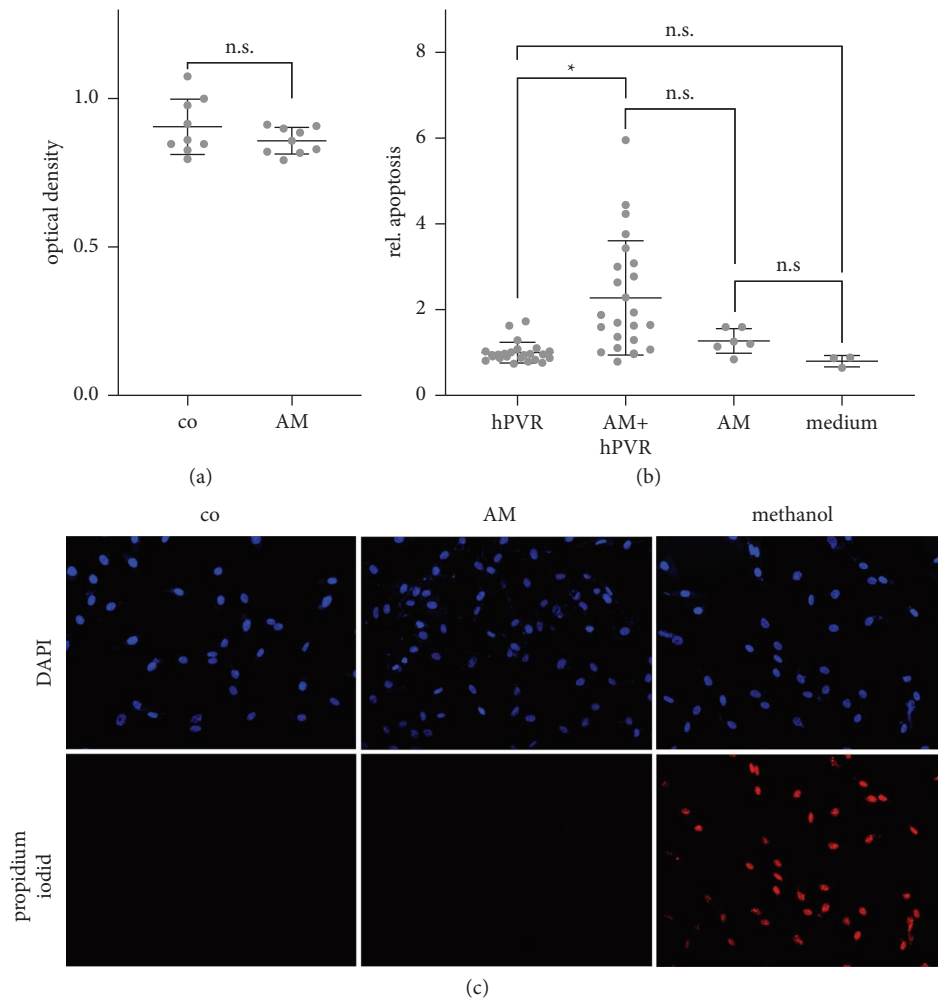 n.s.
1.0
0.5
0.0
optical density
co
AM
(a)
n.s.
*
n.s.
n.s
8
6
4
2
0
rel. apoptosis
hPVR
AM+
hPVR
AM
medium
(b)
co
AM
methanol
DAPI
propidium
iodid
(c)